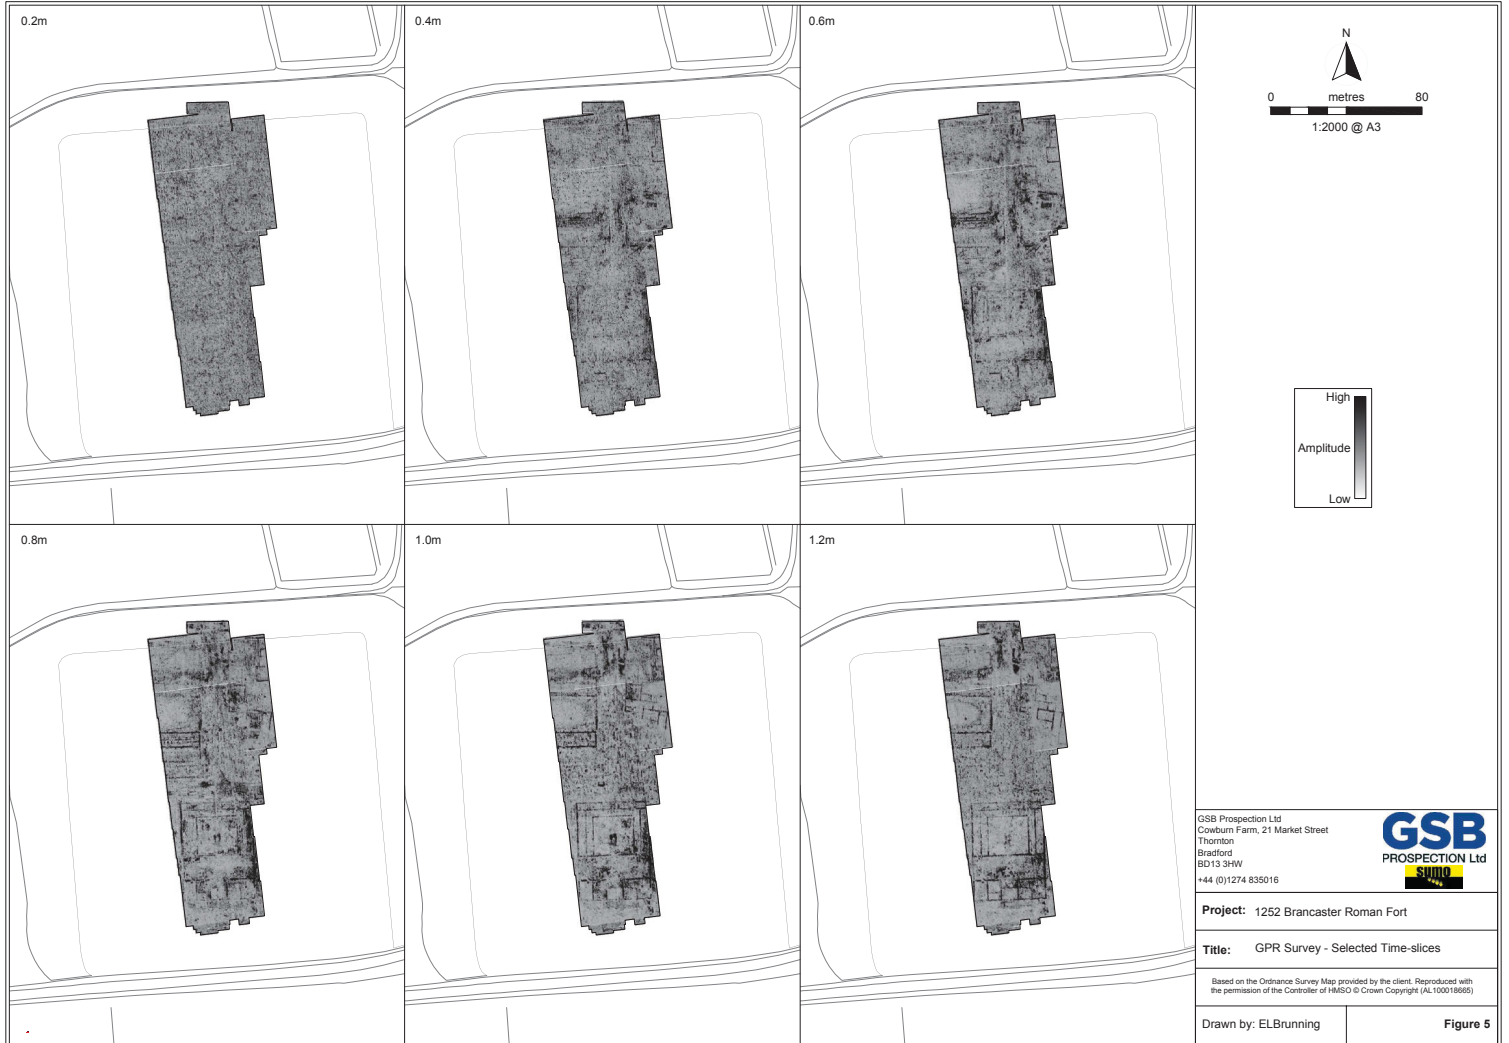 0.2m
0.4m
0.6m
N
0 metres 80
1:2000 @ A3
High
Amplitude
Low
0.8m
1.0m
1.2m
GSB Prospection Ltd
Cowburn Farm, 21 Market Street
Thornton
Bradford
BD13 3HW
+44 (0)1274 835016
GSB
PROSPECTION Ltd
sumo
Project: 1252 Brancaster Roman Fort
Title: GPR Survey - Selected Time-slices
Based on the Ordnance Survey Map provided by the client. Reproduced with
the permission of the Controller of HMSO © Crown Copyright (AL100018665)
Drawn by: ELBrunning
Figure 5